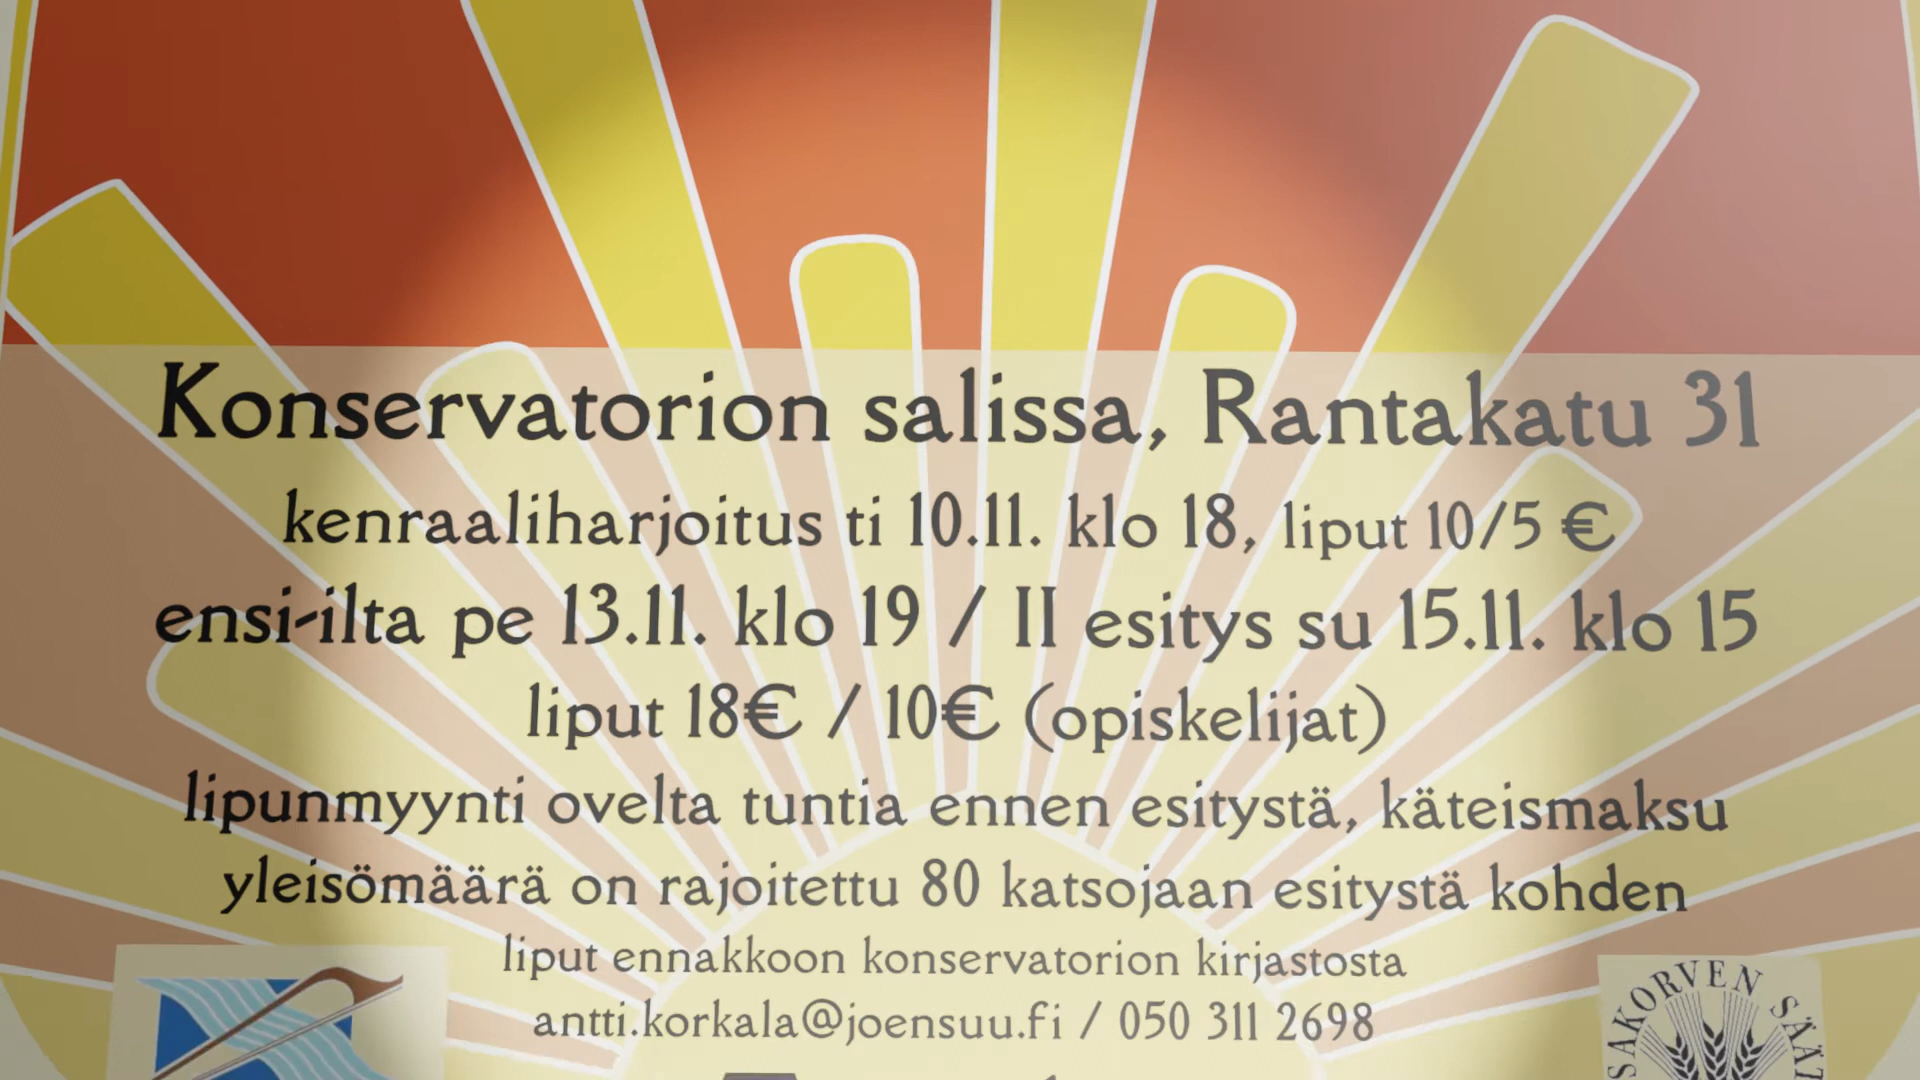 Konservatorion salissa, Rantakatu 31
kenraaliharjoitus ti 10.11. klo 18, liput 10/5 €
ensi-ilta pe 13.11. klo 19 / II esitys su 15.11. klo 15
liput 18€ / 10€ (opiskelijat)
lipunmyynti ovelta tuntia ennen esitystä, käteismaksu
yleisömäärä on rajoitettu 80 katsojaan esitystä kohden
liput ennakkoon konservatorion kirjastosta
antti.korkala@joensuu.fi / 050 311 2698